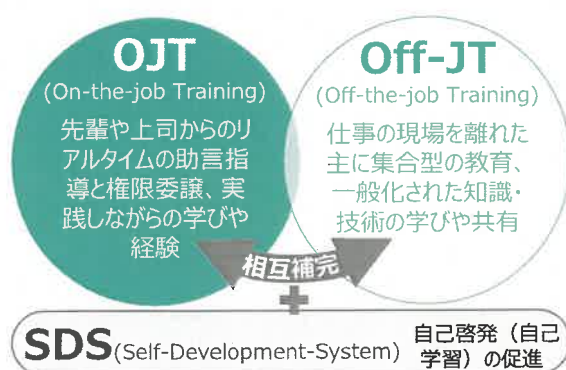 OJT
(On-the-job Training)
先輩や上司からのリ
アルタイムの助言指
導と権限委譲、実
践しながらの学びや
経験
Off-JT
(Off-the-job Training)
仕事の現場を離れた
主に集合型の教育、
一般化された知識・
技術の学びや共有
相互補完
+
SDS(Self-Development-System)
自己啓発（自己
学習）の促進